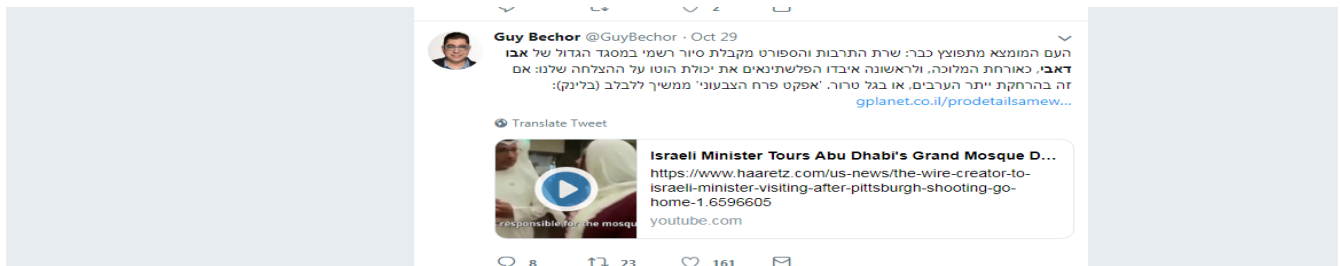 2
Guy Bechor @GuyBechor · Oct 29
העם המומצא מתפוצץ כבר: שרת התרבות והספורט מקבלת סיור רשמי במסגד הגדול של אבו
דאבי, כאורחת המלוכה, ולראשונה איבדו הפלשתינאים את יכולת הוטו על ההצלחה שלנו: אם
זה בהרחקת ייתר הערבים, או בגל טרור. 'אפקט פרח הצבעוני' ממשיך ללבלב (בלינק):
gplanet.co.il/prodetailsamew...
Translate Tweet
Israeli Minister Tours Abu Dhabi's Grand Mosque D...
https://www.haaretz.com/us-news/the-wire-creator-to-
israeli-minister-visiting-after-pittsburgh-shooting-go-
home-1.6596605
youtube.com
responsible for the mosqu
8 23 161